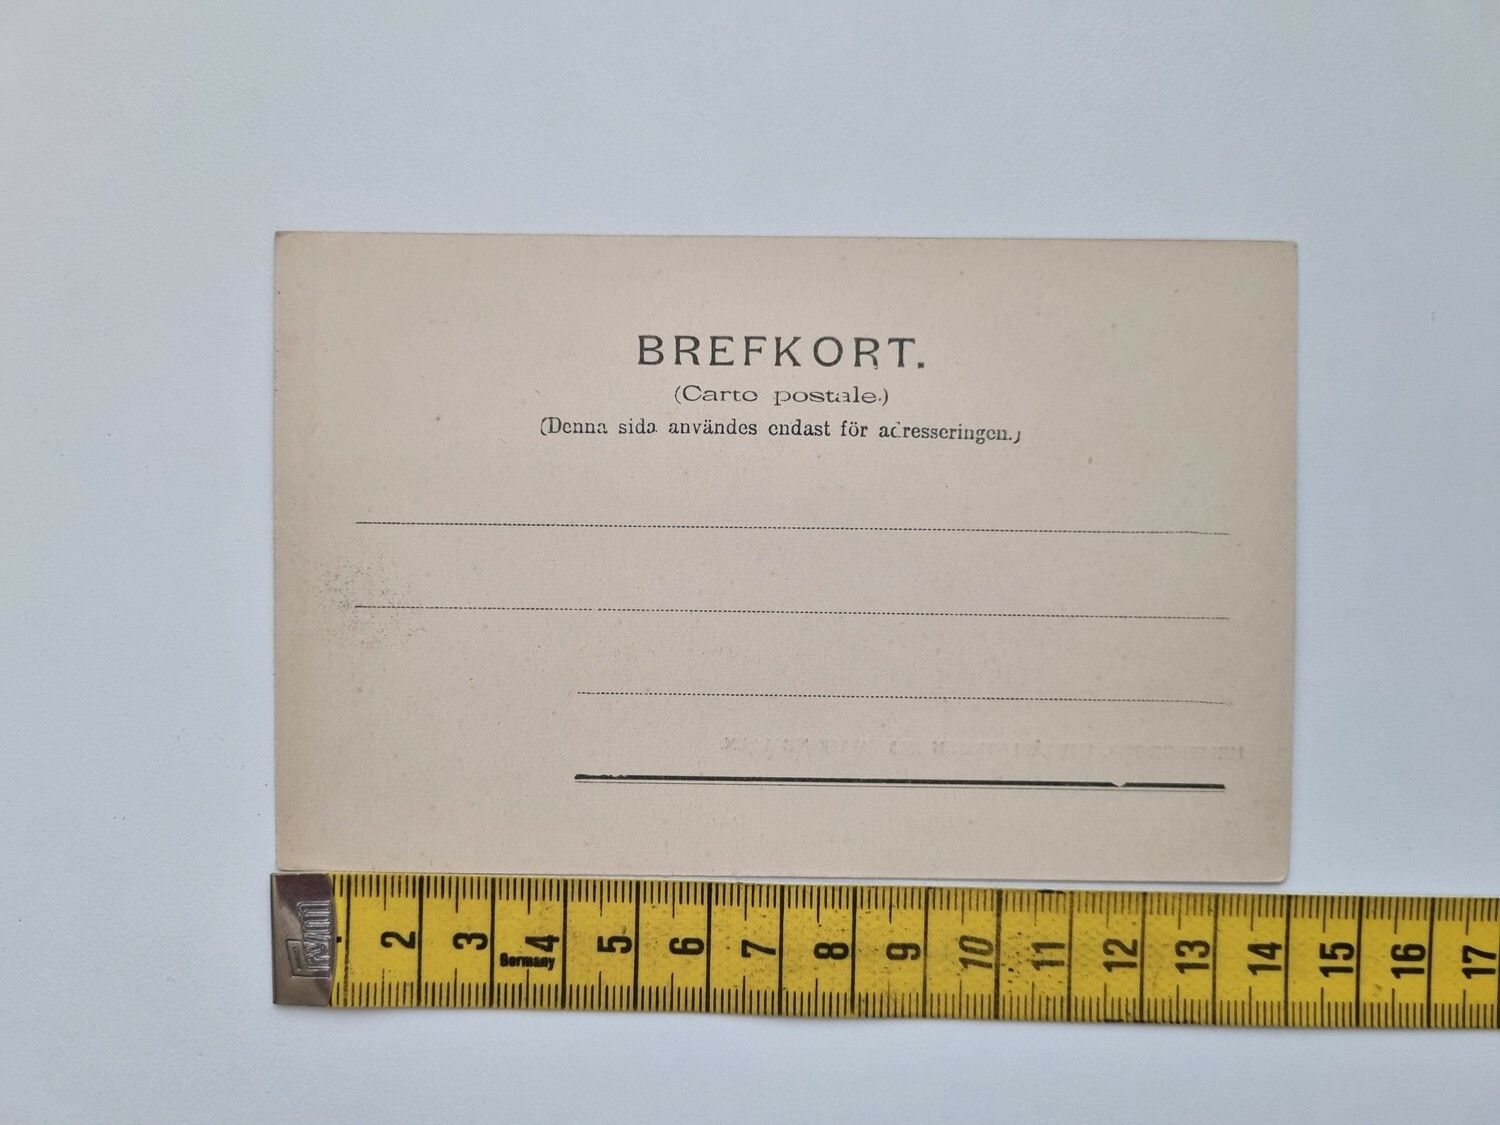 BREFKORT.
(Carte postale.)
(Denna sida användes endast för adresseringen.)
Prym
2 3 4 5 6 7 8 9 10 11 12 13 14 15 16 17
Germany